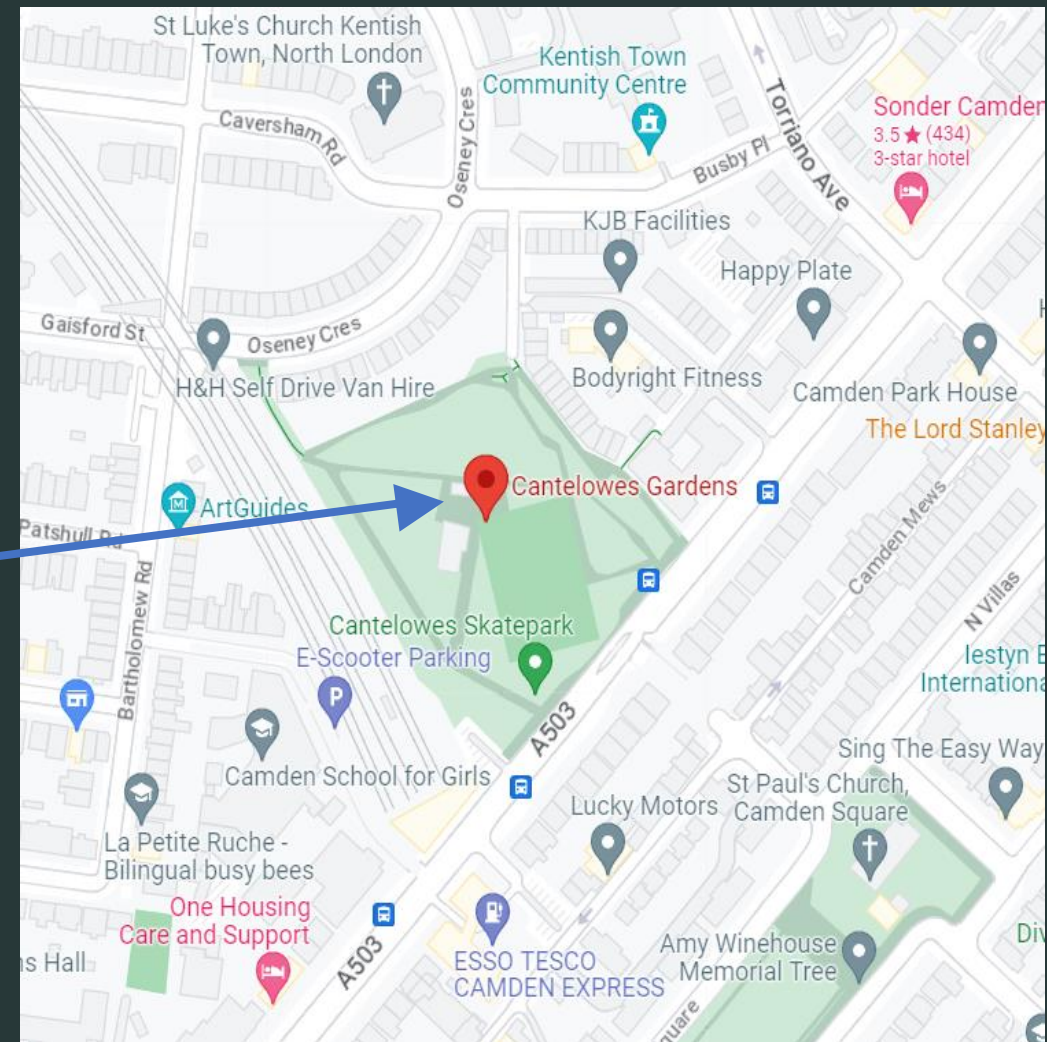 St Luke's Church Kentish
Town, North London
Kentish Town
Community Centre
Oseney Cres
Torriano Ave
Sonder Camden
3.5 ★ (434)
3-star hotel
Caversham Rd
Busby Pl
KJB Facilities
Happy Plate
Gaisford St
Oseney Cres
H&H Self Drive Van Hire
Bodyright Fitness
Camden Park House
The Lord Stanley
Cantelowes Gardens
ArtGuides
Patshull Rd
Camden Mews
N Villas
Bartholomew Rd
Cantelowes Skatepark
E-Scooter Parking
P
Iestyn E
Internationa
A503
Sing The Easy Way
Camden School for Girls
St Paul's Church,
Camden Square
Lucky Motors
La Petite Ruche -
Bilingual busy bees
One Housing
Care and Support
A503
ESSO TESCO
CAMDEN EXPRESS
Amy Winehouse
Memorial Tree
Div
is Hall
quare